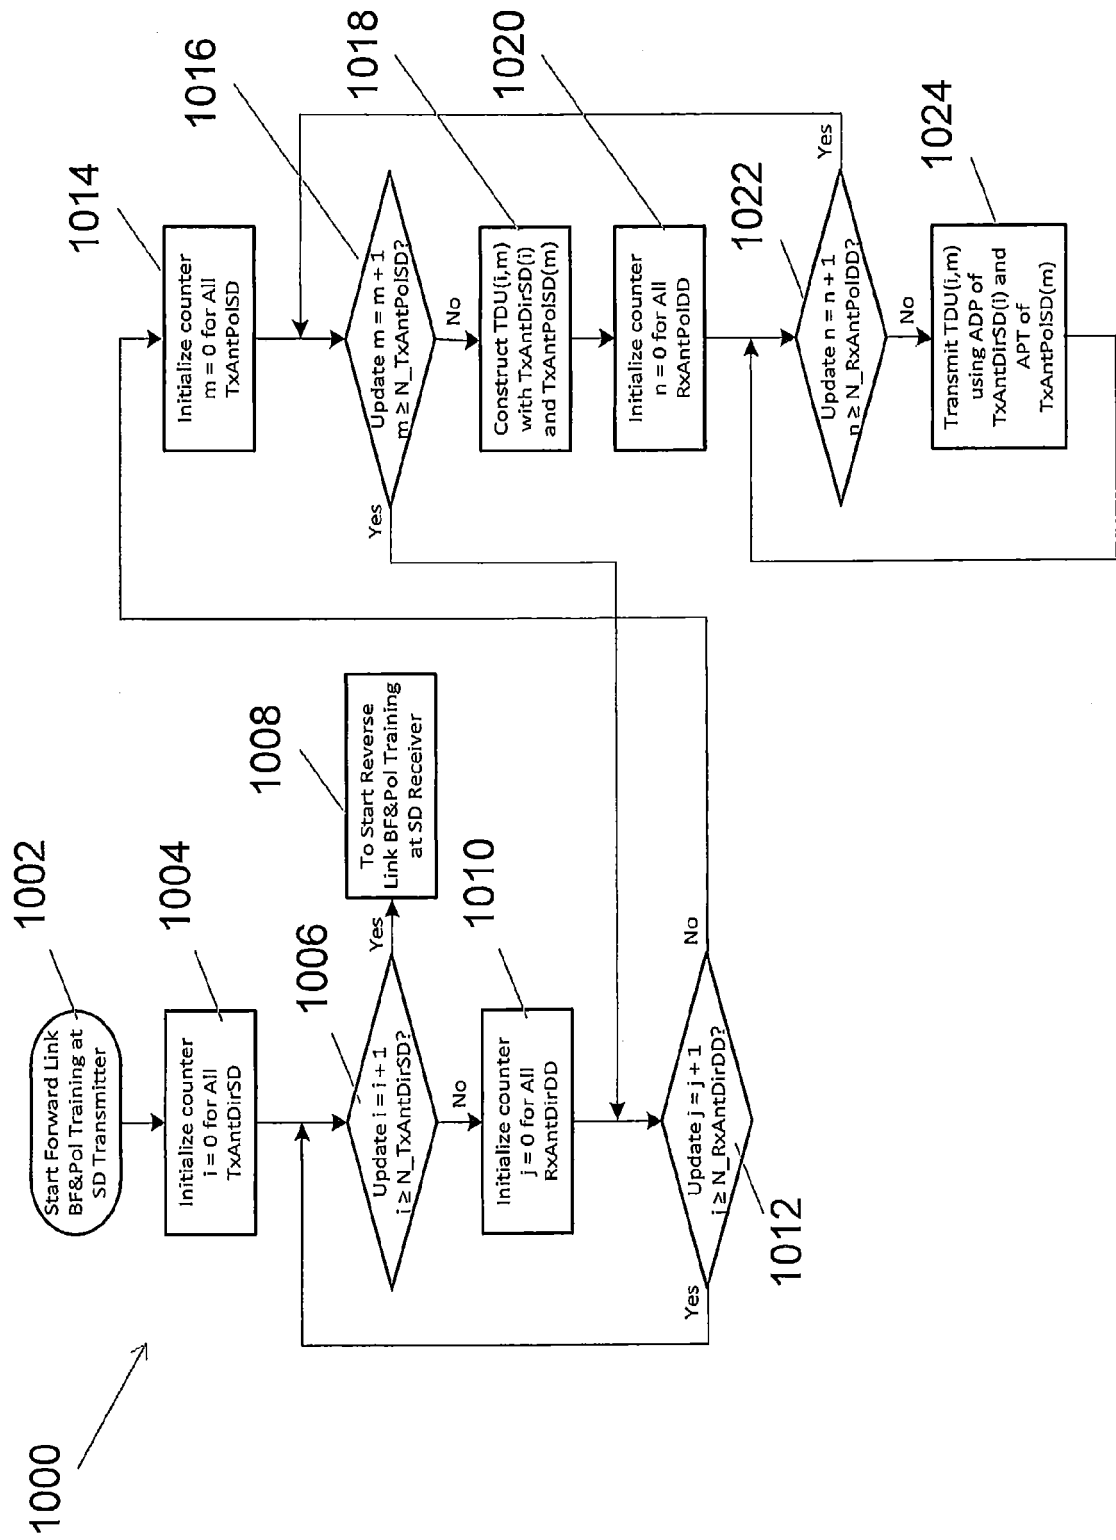 1000
Start Forward Link
BF&Pol Training at
SD Transmitter
1002
Initialize counter
i = 0 for All
TxAntDirSD
1004
Update i = i + 1
i ≥ N_TxAntDirSD?
1006
Yes
To Start Reverse
Link BF&Pol Training
at SD Receiver
1008
No
Initialize counter
j = 0 for All
RxAntDirDD
1010
Update j = j + 1
j ≥ N_RxAntDirDD?
1012
Yes
No
Initialize counter
m = 0 for All
TxAntPolSD
1014
Update m = m + 1
m ≥ N_TxAntPolSD?
1016
Yes
No
Construct TDU(i,m)
with TxAntDirSD(i)
and TxAntPolSD(m)
1018
Initialize counter
n = 0 for All
RxAntPolDD
1020
Update n = n + 1
n ≥ N_RxAntPolDD?
1022
Yes
No
Transmit TDU(i,m)
using ADP of
TxAntDirSD(i) and
APT of
TxAntPolSD(m)
1024